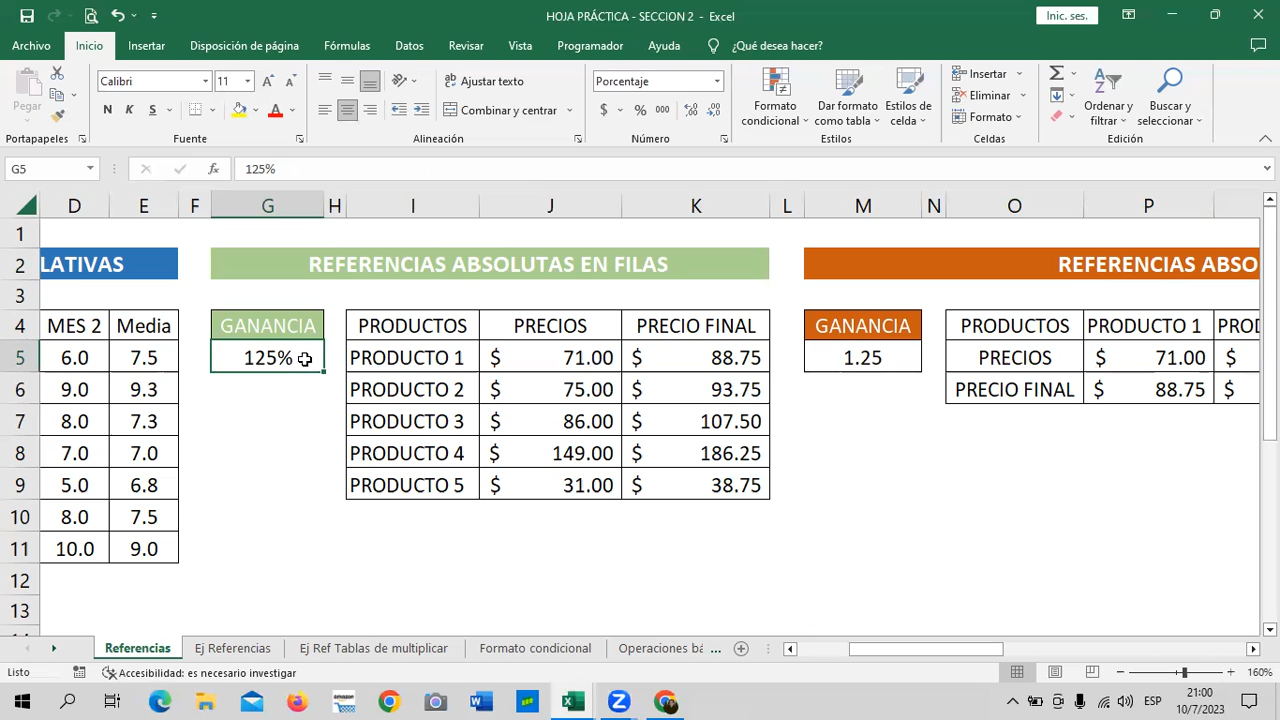 HOJA PRÁCTICA - SECCION 2 - Excel
Inic. ses.
Archivo Inicio Insertar Disposición de página Fórmulas Datos Revisar Vista Programador Ayuda ¿Qué desea hacer?
Pegar
Calibri 11
N K S
Ajustar texto
Combinar y centrar
Porcentaje
$ % 000
Formato condicional
Dar formato como tabla
Estilos de celda
Insertar
Eliminar
Formato
Ordenar y filtrar
Buscar y seleccionar
Portapapeles Fuente Alineación Número Estilos Celdas Edición
G5 fx 125%
D E F G H I J K L M N O P
1
2 LATIVAS REFERENCIAS ABSOLUTAS EN FILAS REFERENCIAS ABSO
3
4 MES 2 Media GANANCIA PRODUCTOS PRECIOS PRECIO FINAL GANANCIA PRODUCTOS PRODUCTO 1 PROD
5 6.0 7.5 125% PRODUCTO 1 $ 71.00 $ 88.75 1.25 PRECIOS $ 71.00 $
6 9.0 9.3 PRODUCTO 2 $ 75.00 $ 93.75 PRECIO FINAL $ 88.75 $
7 8.0 7.3 PRODUCTO 3 $ 86.00 $ 107.50
8 7.0 7.0 PRODUCTO 4 $ 149.00 $ 186.25
9 5.0 6.8 PRODUCTO 5 $ 31.00 $ 38.75
10 8.0 7.5
11 10.0 9.0
12
13
Referencias Ej Referencias Ej Ref Tablas de multiplicar Formato condicional Operaciones bá ...
Listo Accesibilidad: es necesario investigar 160%
ESP
21:00
10/7/2023